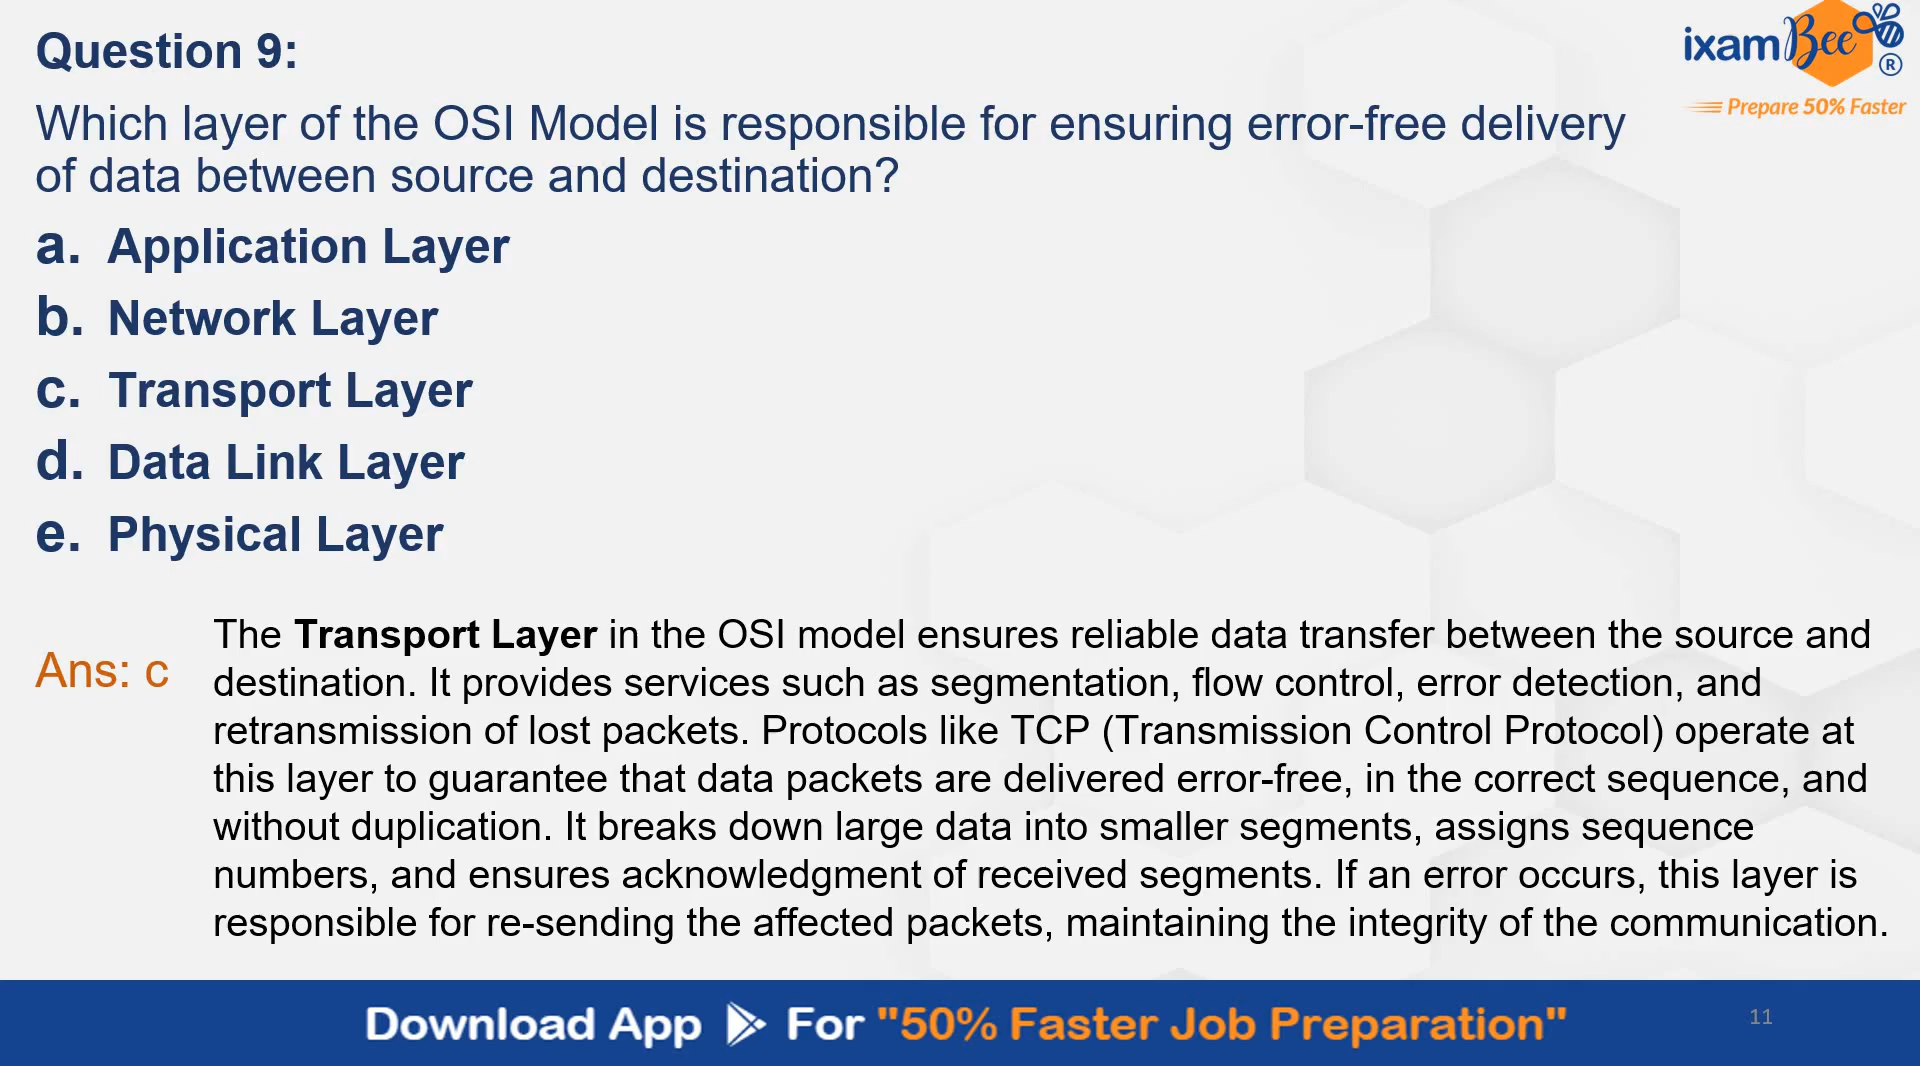 Question 9:
ixamBee®
Prepare 50% Faster
Which layer of the OSI Model is responsible for ensuring error-free delivery
of data between source and destination?
a. Application Layer
b. Network Layer
c. Transport Layer
d. Data Link Layer
e. Physical Layer
Ans: c
The Transport Layer in the OSI model ensures reliable data transfer between the source and
destination. It provides services such as segmentation, flow control, error detection, and
retransmission of lost packets. Protocols like TCP (Transmission Control Protocol) operate at
this layer to guarantee that data packets are delivered error-free, in the correct sequence, and
without duplication. It breaks down large data into smaller segments, assigns sequence
numbers, and ensures acknowledgment of received segments. If an error occurs, this layer is
responsible for re-sending the affected packets, maintaining the integrity of the communication.
Download App For "50% Faster Job Preparation"
11